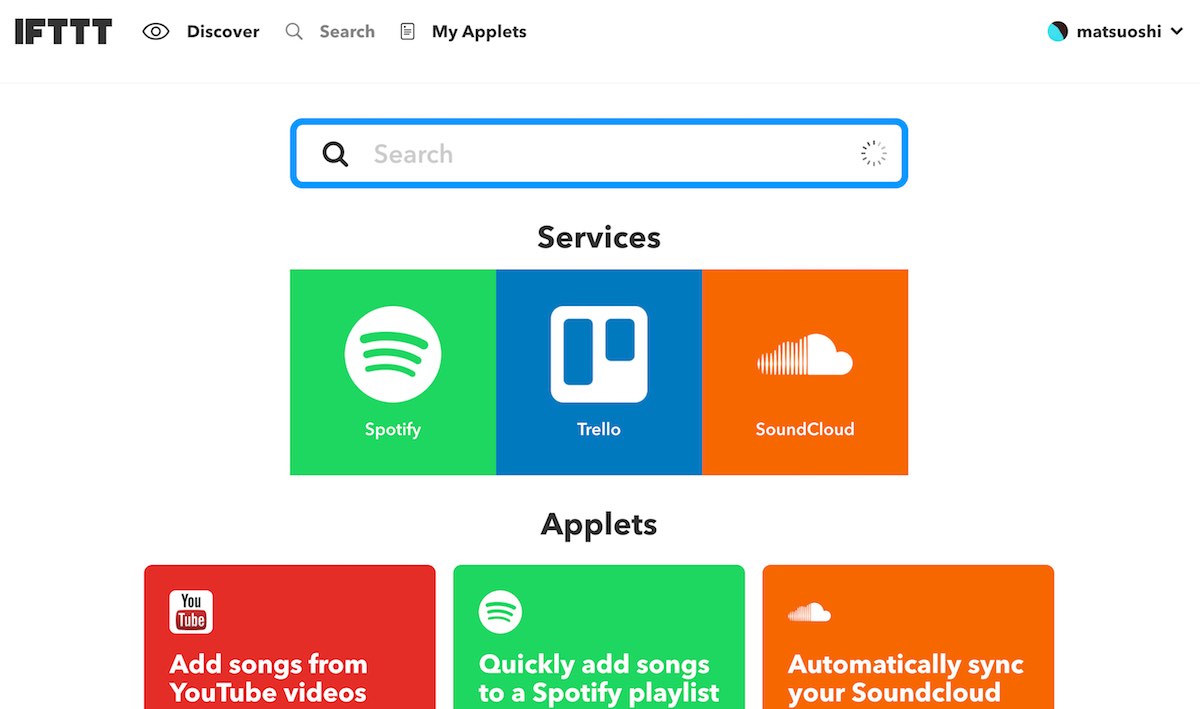 IFTTT Discover Search My Applets matsuoshi
Search
Services
Spotify Trello SoundCloud
Applets
You
Tube
Add songs from
YouTube videos
Quickly add songs
to a Spotify playlist
Automatically sync
your Soundcloud